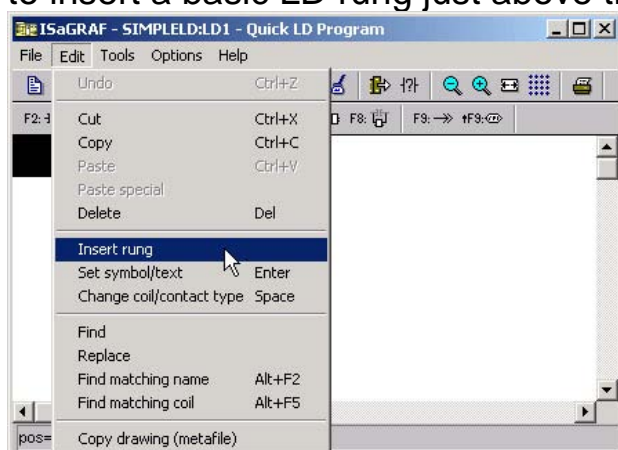 to insert a basic LD rung just above t
ISaGRAF - SIMPLELD:LD1 - Quick LD Program
File Edit Tools Options Help
Undo Ctrl+Z
F2: F8: F9: ↑F9:
Cut Ctrl+X
Copy Ctrl+C
Paste Ctrl+V
Paste special
Delete Del
Insert rung
Set symbol/text Enter
Change coil/contact type Space
Find
Replace
Find matching name Alt+F2
Find matching coil Alt+F5
pos=
Copy drawing (metafile)